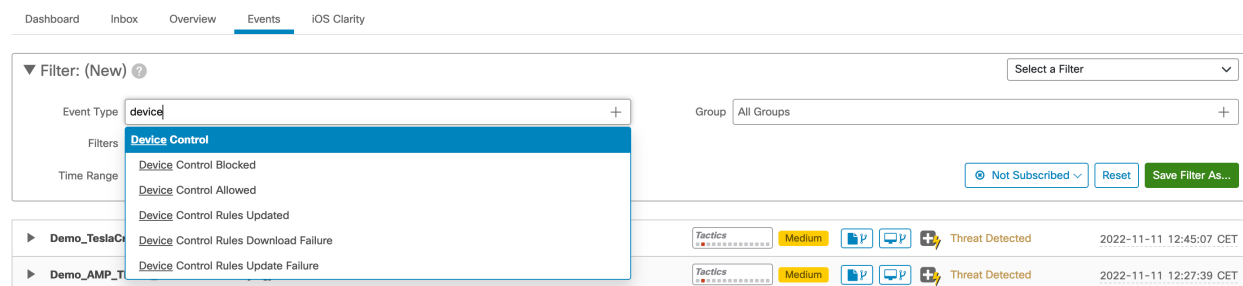 Dashboard Inbox Overview Events iOS Clarity
Filter: (New) ?
Select a Filter
Event Type device
Group All Groups
Filters
Device Control
Device Control Blocked
Time Range
Not Subscribed
Reset
Save Filter As...
Device Control Allowed
Device Control Rules Updated
Device Control Rules Download Failure
Device Control Rules Update Failure
Demo_TeslaCr Tactics Medium Threat Detected 2022-11-11 12:45:07 CET
Demo_AMP_T Tactics Medium Threat Detected 2022-11-11 12:27:39 CET